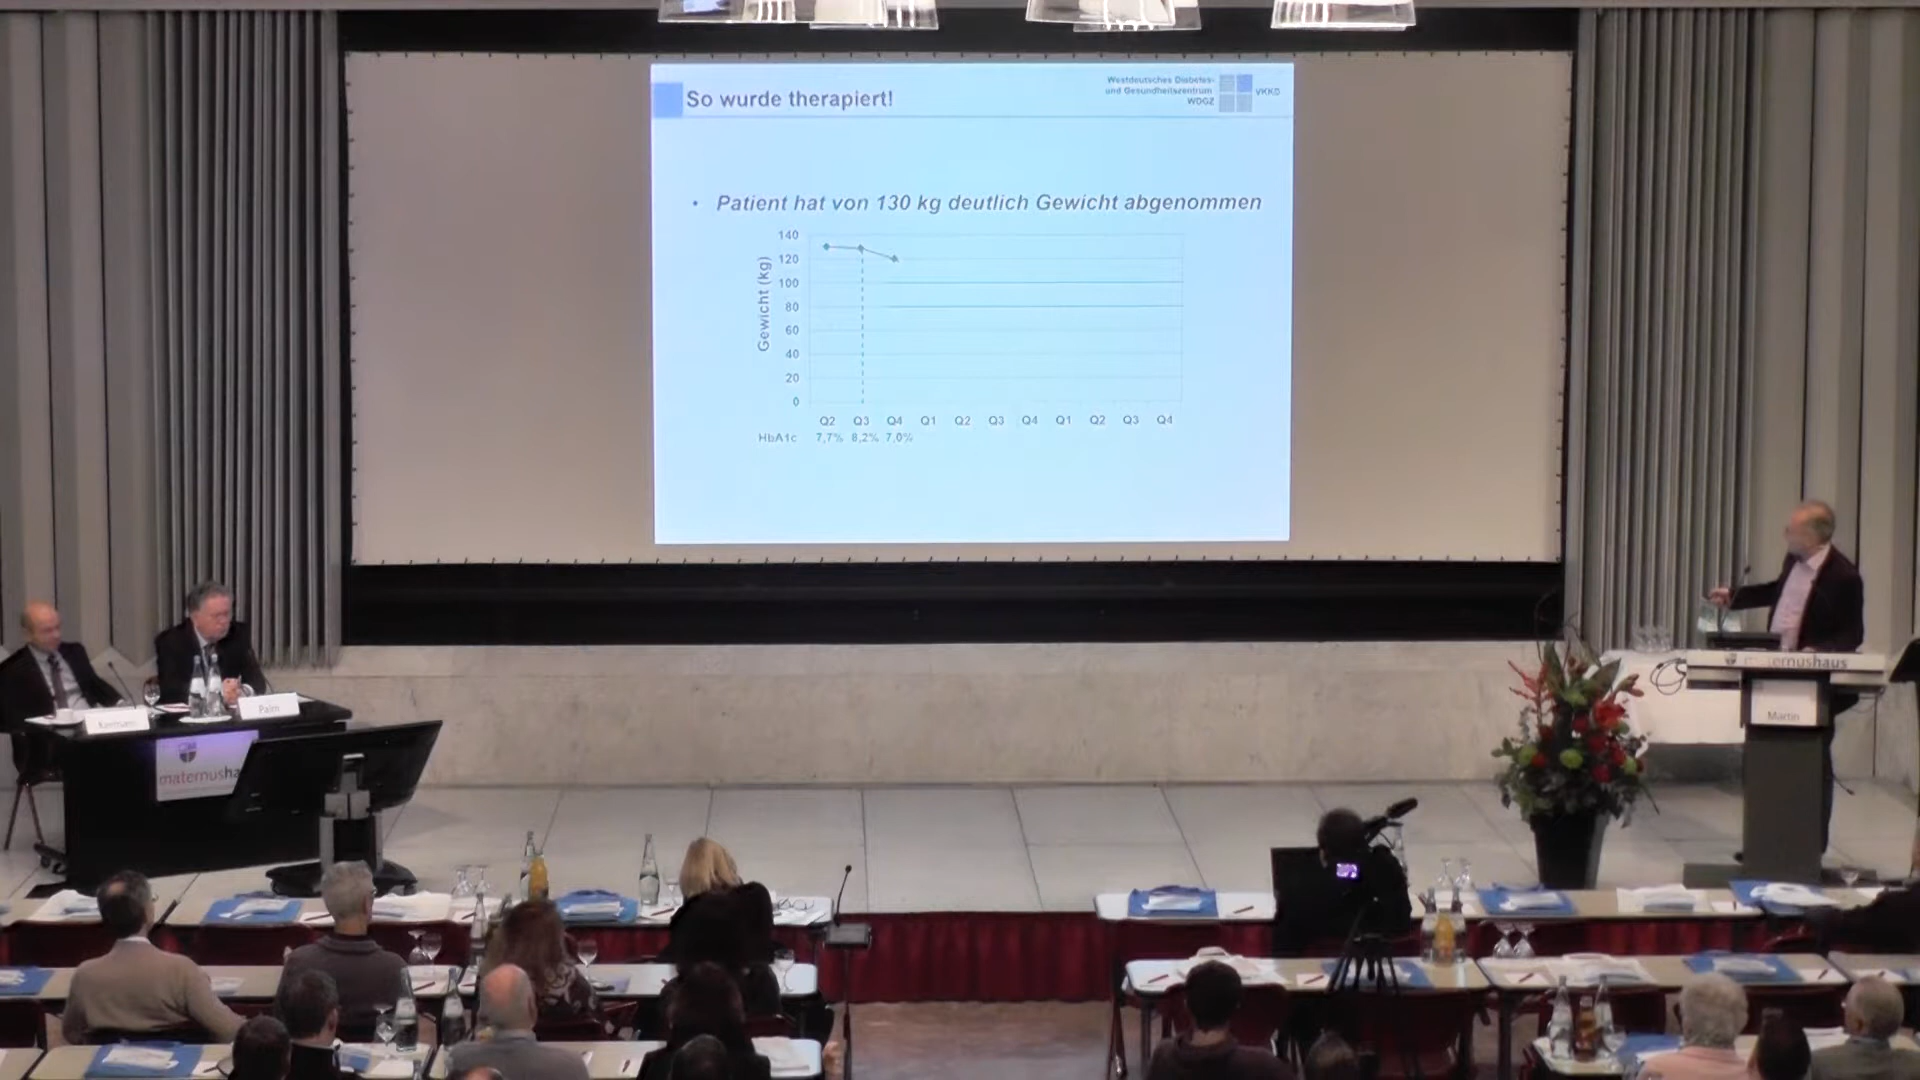 So wurde therapiert!
Westdeutsches Diabetes-
und Gesundheitszentrum
WDGZ
VKKD
• Patient hat von 130 kg deutlich Gewicht abgenommen
Gewicht (kg)
140
120
100
80
60
40
20
0
Q2 Q3 Q4 Q1 Q2 Q3 Q4 Q1 Q2 Q3 Q4
HbA1c 7,7% 8,2% 7,0%
Palm
maternusha
maternushaus
Martin